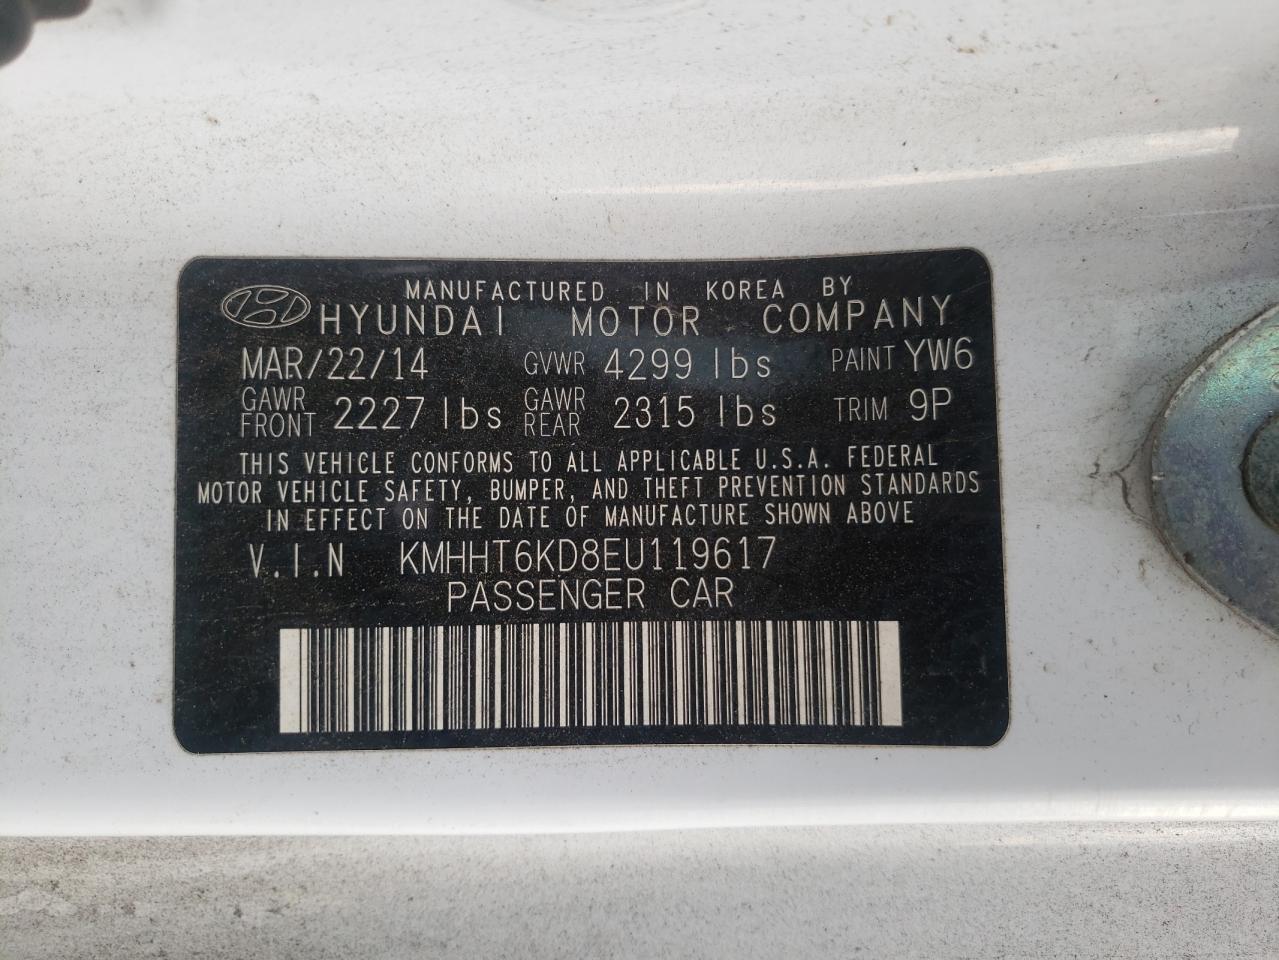 MANUFACTURED IN KOREA BY
HYUNDAI MOTOR COMPANY
MAR/22/14 GVWR 4299 lbs PAINT YW6
GAWR FRONT 2227 lbs GAWR REAR 2315 lbs TRIM 9P
THIS VEHICLE CONFORMS TO ALL APPLICABLE U.S.A. FEDERAL
MOTOR VEHICLE SAFETY, BUMPER, AND THEFT PREVENTION STANDARDS
IN EFFECT ON THE DATE OF MANUFACTURE SHOWN ABOVE
V.I.N KMHHT6KD8EU119617
PASSENGER CAR